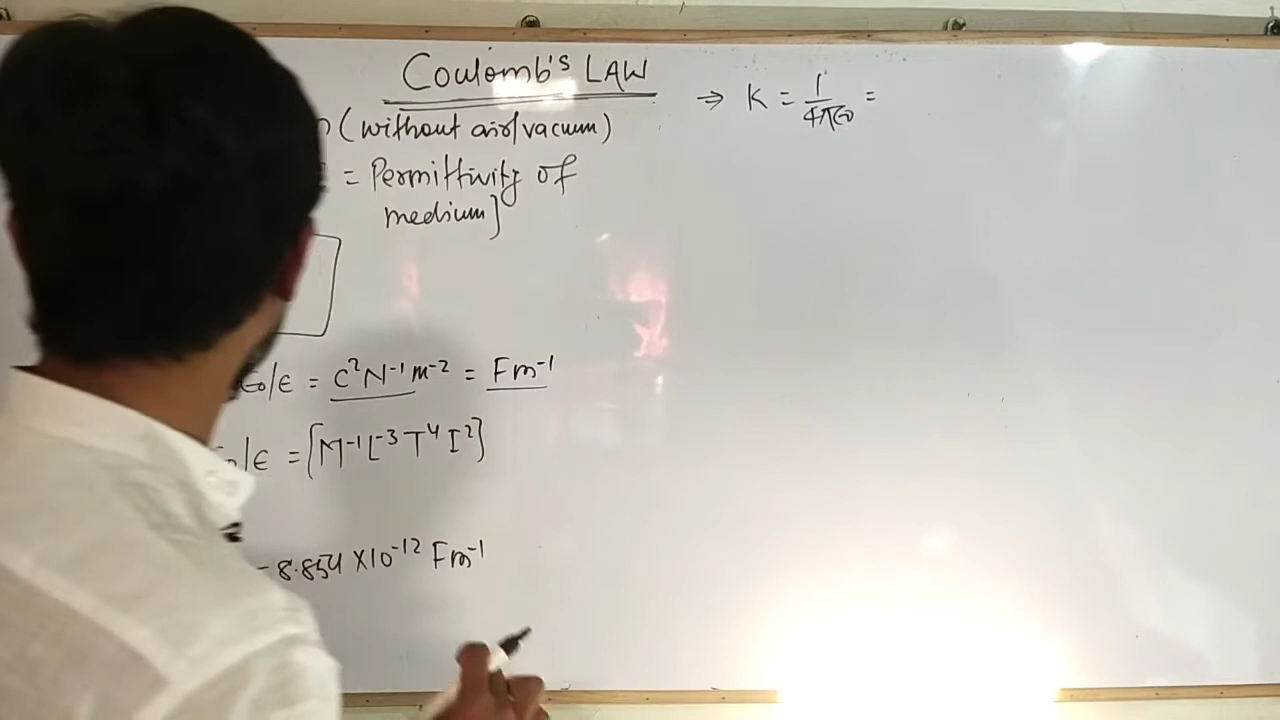 Coulomb's LAW
(without air/vacuum)
= Permittivity of
medium]
ϵ₀/ϵ = C²N⁻¹m⁻² = Fm⁻¹
/ϵ = [M⁻¹L⁻³T⁴I²]
= 8.854 X10⁻¹² Fm⁻¹
→ K = 1/4πϵ₀ =